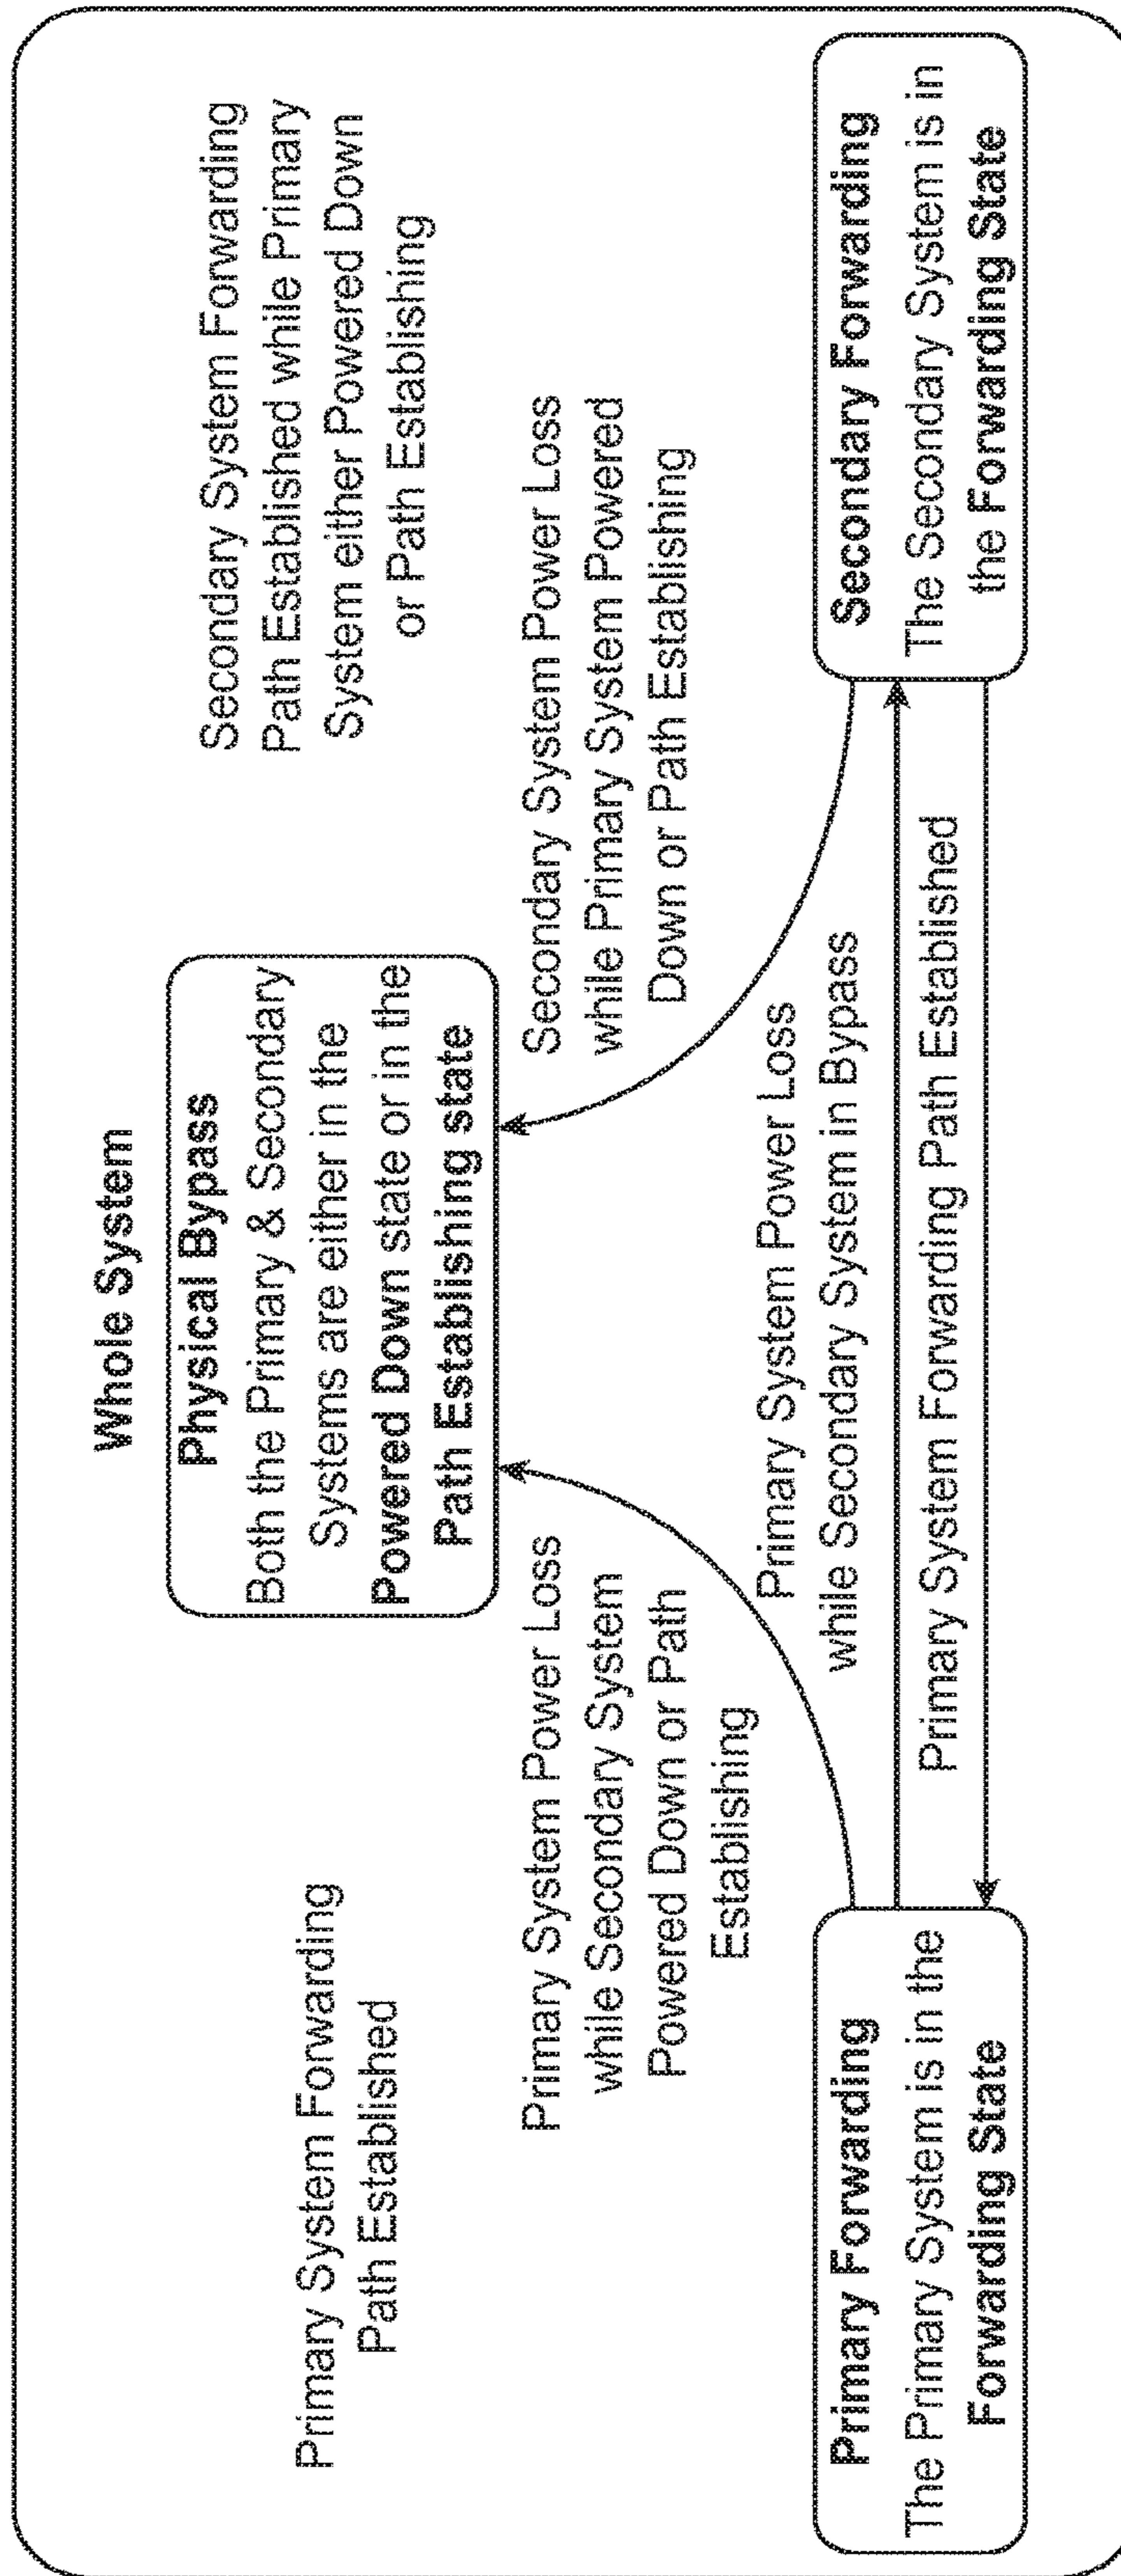 Whole System
Physical Bypass
Both the Primary & Secondary
Systems are either in the
Powered Down state or in the
Path Establishing state
Primary System Forwarding
Path Established
Secondary System Forwarding
Path Established while Primary
System either Powered Down
or Path Establishing
Primary System Power Loss
while Secondary System
Powered Down or Path
Establishing
Secondary System Power Loss
while Primary System Powered
Down or Path Establishing
Primary System Power Loss
while Secondary System in Bypass
Primary System Forwarding Path Established
Primary Forwarding
The Primary System is in the
Forwarding State
Secondary Forwarding
The Secondary System is in
the Forwarding State